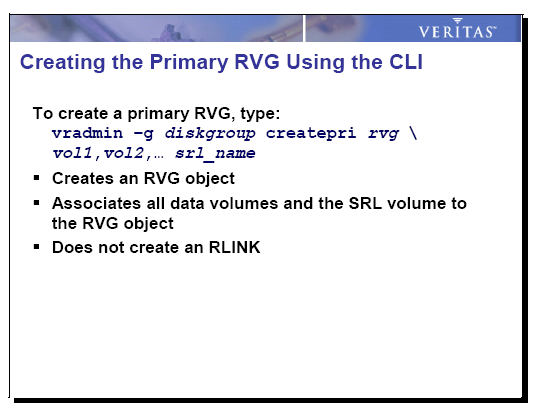 VERITAS™
Creating the Primary RVG Using the CLI
To create a primary RVG, type:
vradmin –g diskgroup createpri rvg \
vol1,vol2,… srl_name
▪ Creates an RVG object
▪ Associates all data volumes and the SRL volume to
the RVG object
▪ Does not create an RLINK